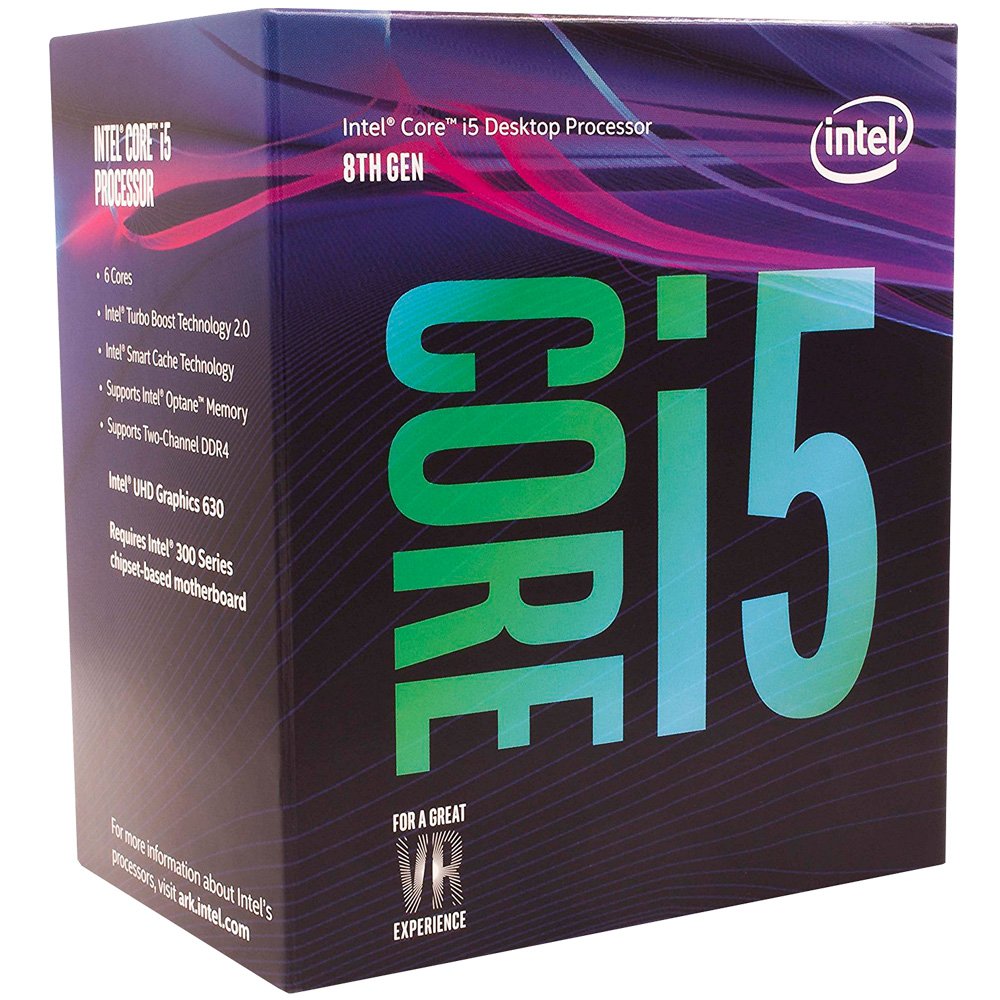 INTEL® CORE™ i5
PROCESSOR
• 6 Cores
• Intel® Turbo Boost Technology 2.0
• Intel® Smart Cache Technology
• Supports Intel® Optane™ Memory
• Supports Two-Channel DDR4
Intel® UHD Graphics 630
Requires Intel® 300 Series
chipset-based motherboard
For more information about Intel's
processors, visit ark.intel.com
Intel® Core™ i5 Desktop Processor
8TH GEN
intel®
CORE i5
FOR A GREAT
VR
EXPERIENCE